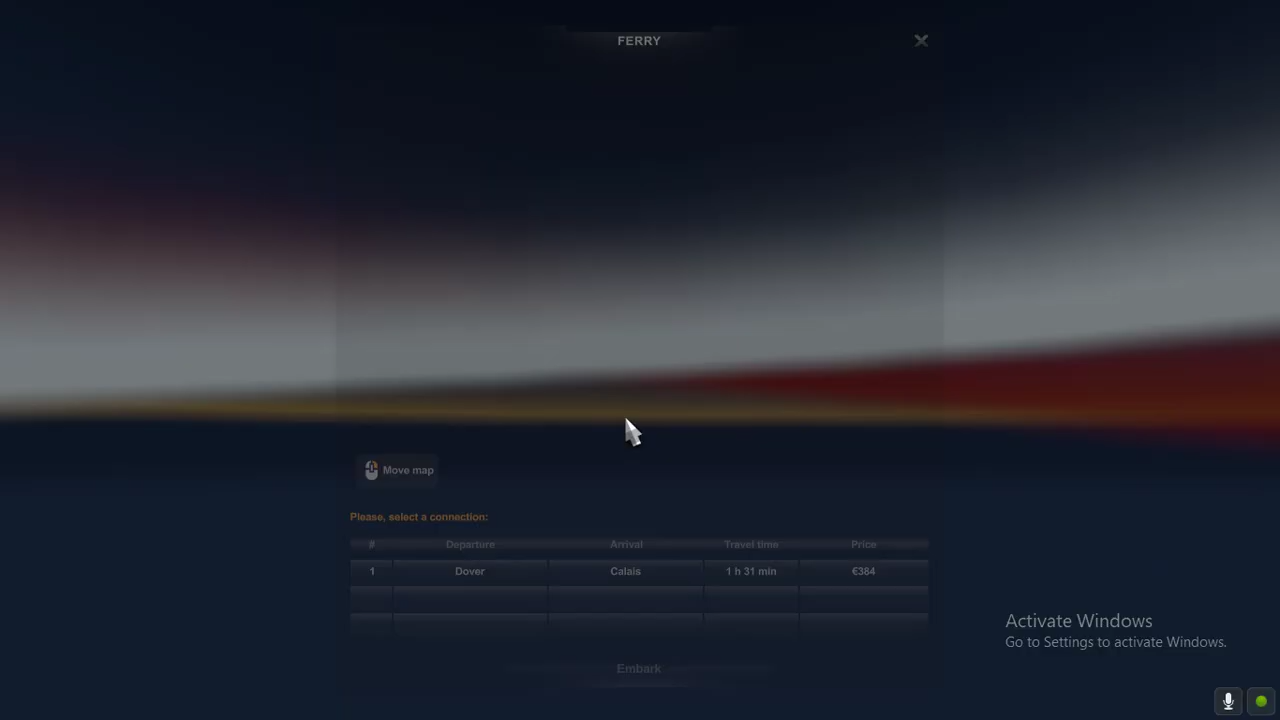 FERRY
Move map
Please, select a connection:
# Departure Arrival Travel time Price
1 Dover Calais 1 h 31 min €384
Embark
Activate Windows
Go to Settings to activate Windows.